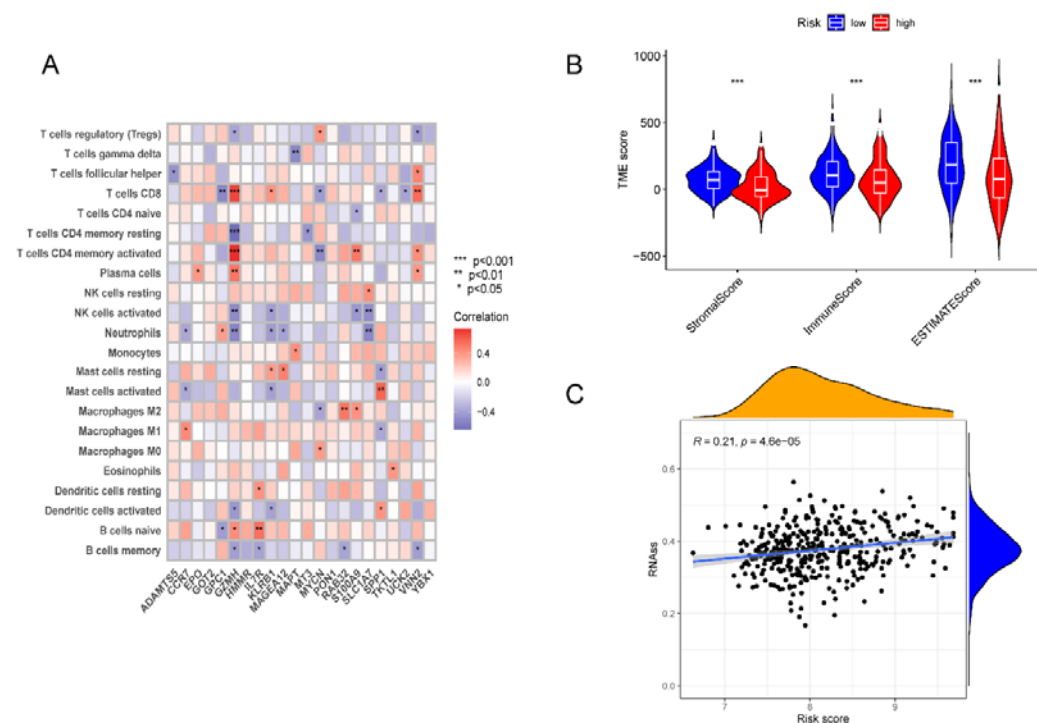 A
T cells regulatory (Tregs)
T cells gamma delta
T cells follicular helper
T cells CD8
T cells CD4 naive
T cells CD4 memory resting
T cells CD4 memory activated
Plasma cells
NK cells resting
NK cells activated
Neutrophils
Monocytes
Mast cells resting
Mast cells activated
Macrophages M2
Macrophages M1
Macrophages M0
Eosinophils
Dendritic cells resting
Dendritic cells activated
B cells naive
B cells memory
ADAMTS5
CCR7
EPO
GOT2
GPC1
GZMH
HMMR
IL7R
KLRB1
MAGEA12
MAPT
MT3
MYCN
PON1
RAB32
S100A9
SLC1A7
SPP1
TKTL1
UCK2
VNN2
YBX1
*** p<0.001
** p<0.01
* p<0.05
Correlation
0.4
0.0
−0.4
B
Risk low high
TME score
1000
500
0
−500
*** *** ***
StromalScore
ImmuneScore
ESTIMATEScore
C
R = 0.21, p = 4.6e−05
RNAss
0.6
0.4
0.2
0.0
7 8 9
Risk score